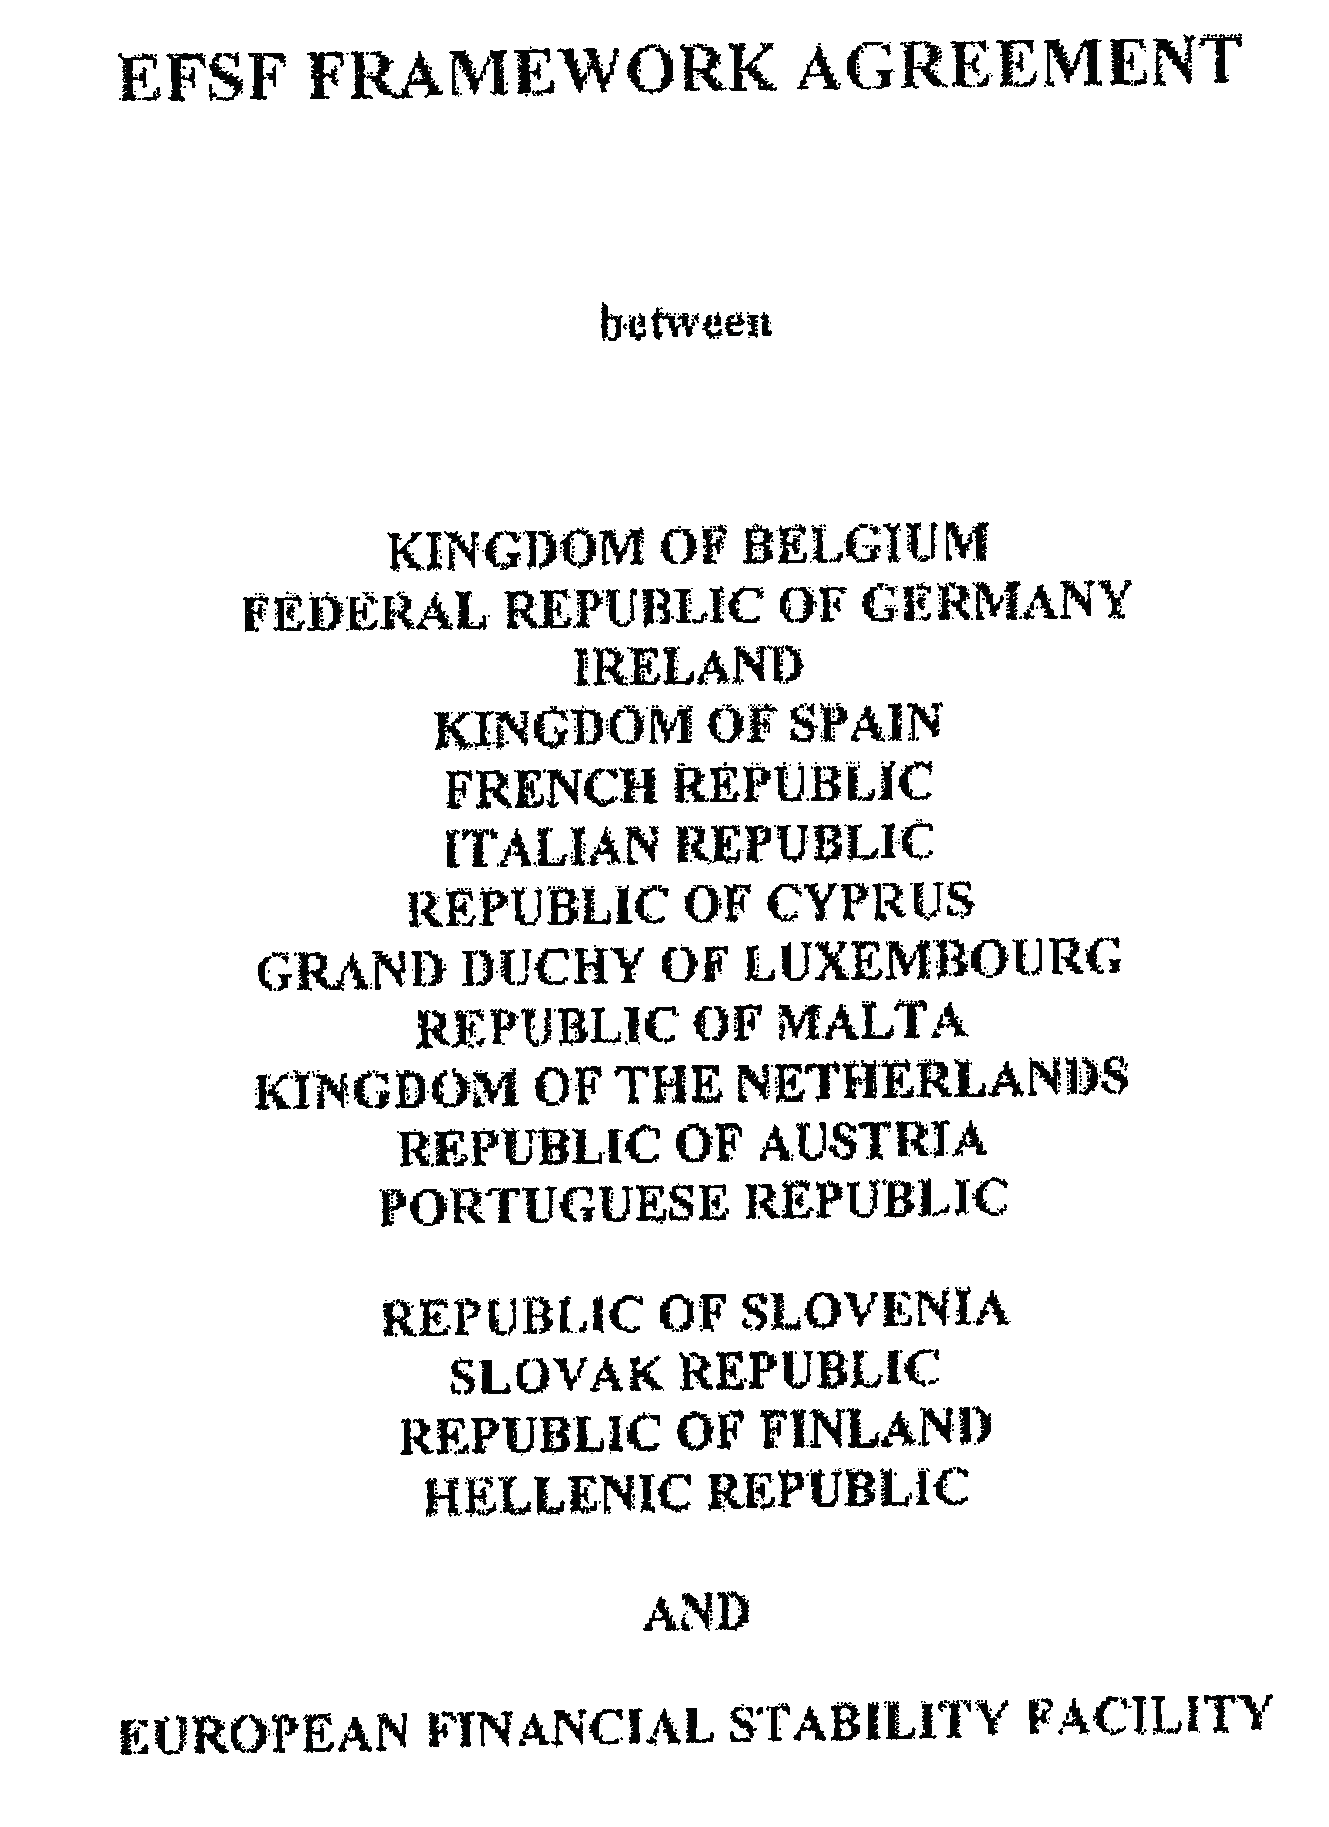 EFSF FRAMEWORK AGREEMENT
between
KINGDOM OF BELGIUM
FEDERAL REPUBLIC OF GERMANY
IRELAND
KINGDOM OF SPAIN
FRENCH REPUBLIC
ITALIAN REPUBLIC
REPUBLIC OF CYPRUS
GRAND DUCHY OF LUXEMBOURG
REPUBLIC OF MALTA
KINGDOM OF THE NETHERLANDS
REPUBLIC OF AUSTRIA
PORTUGUESE REPUBLIC
REPUBLIC OF SLOVENIA
SLOVAK REPUBLIC
REPUBLIC OF FINLAND
HELLENIC REPUBLIC
AND
EUROPEAN FINANCIAL STABILITY FACILITY